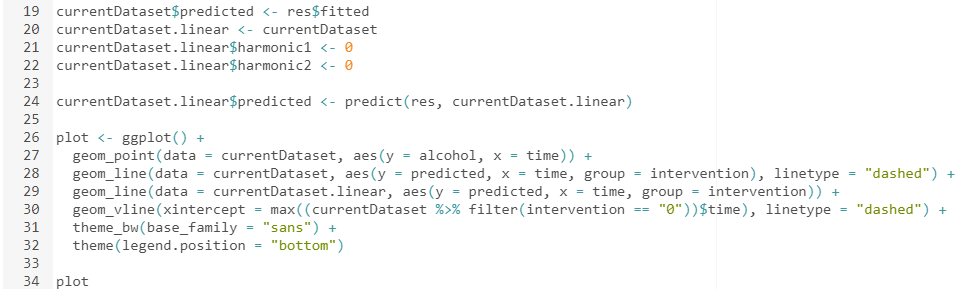 19 currentDataset$predicted <- res$fitted
20 currentDataset.linear <- currentDataset
21 currentDataset.linear$harmonic1 <- 0
22 currentDataset.linear$harmonic2 <- 0
23
24 currentDataset.linear$predicted <- predict(res, currentDataset.linear)
25
26 plot <- ggplot() +
27   geom_point(data = currentDataset, aes(y = alcohol, x = time)) +
28   geom_line(data = currentDataset, aes(y = predicted, x = time, group = intervention), linetype = "dashed") +
29   geom_line(data = currentDataset.linear, aes(y = predicted, x = time, group = intervention)) +
30   geom_vline(xintercept = max((currentDataset %>% filter(intervention == "0"))$time), linetype = "dashed") +
31   theme_bw(base_family = "sans") +
32   theme(legend.position = "bottom")
33
34 plot